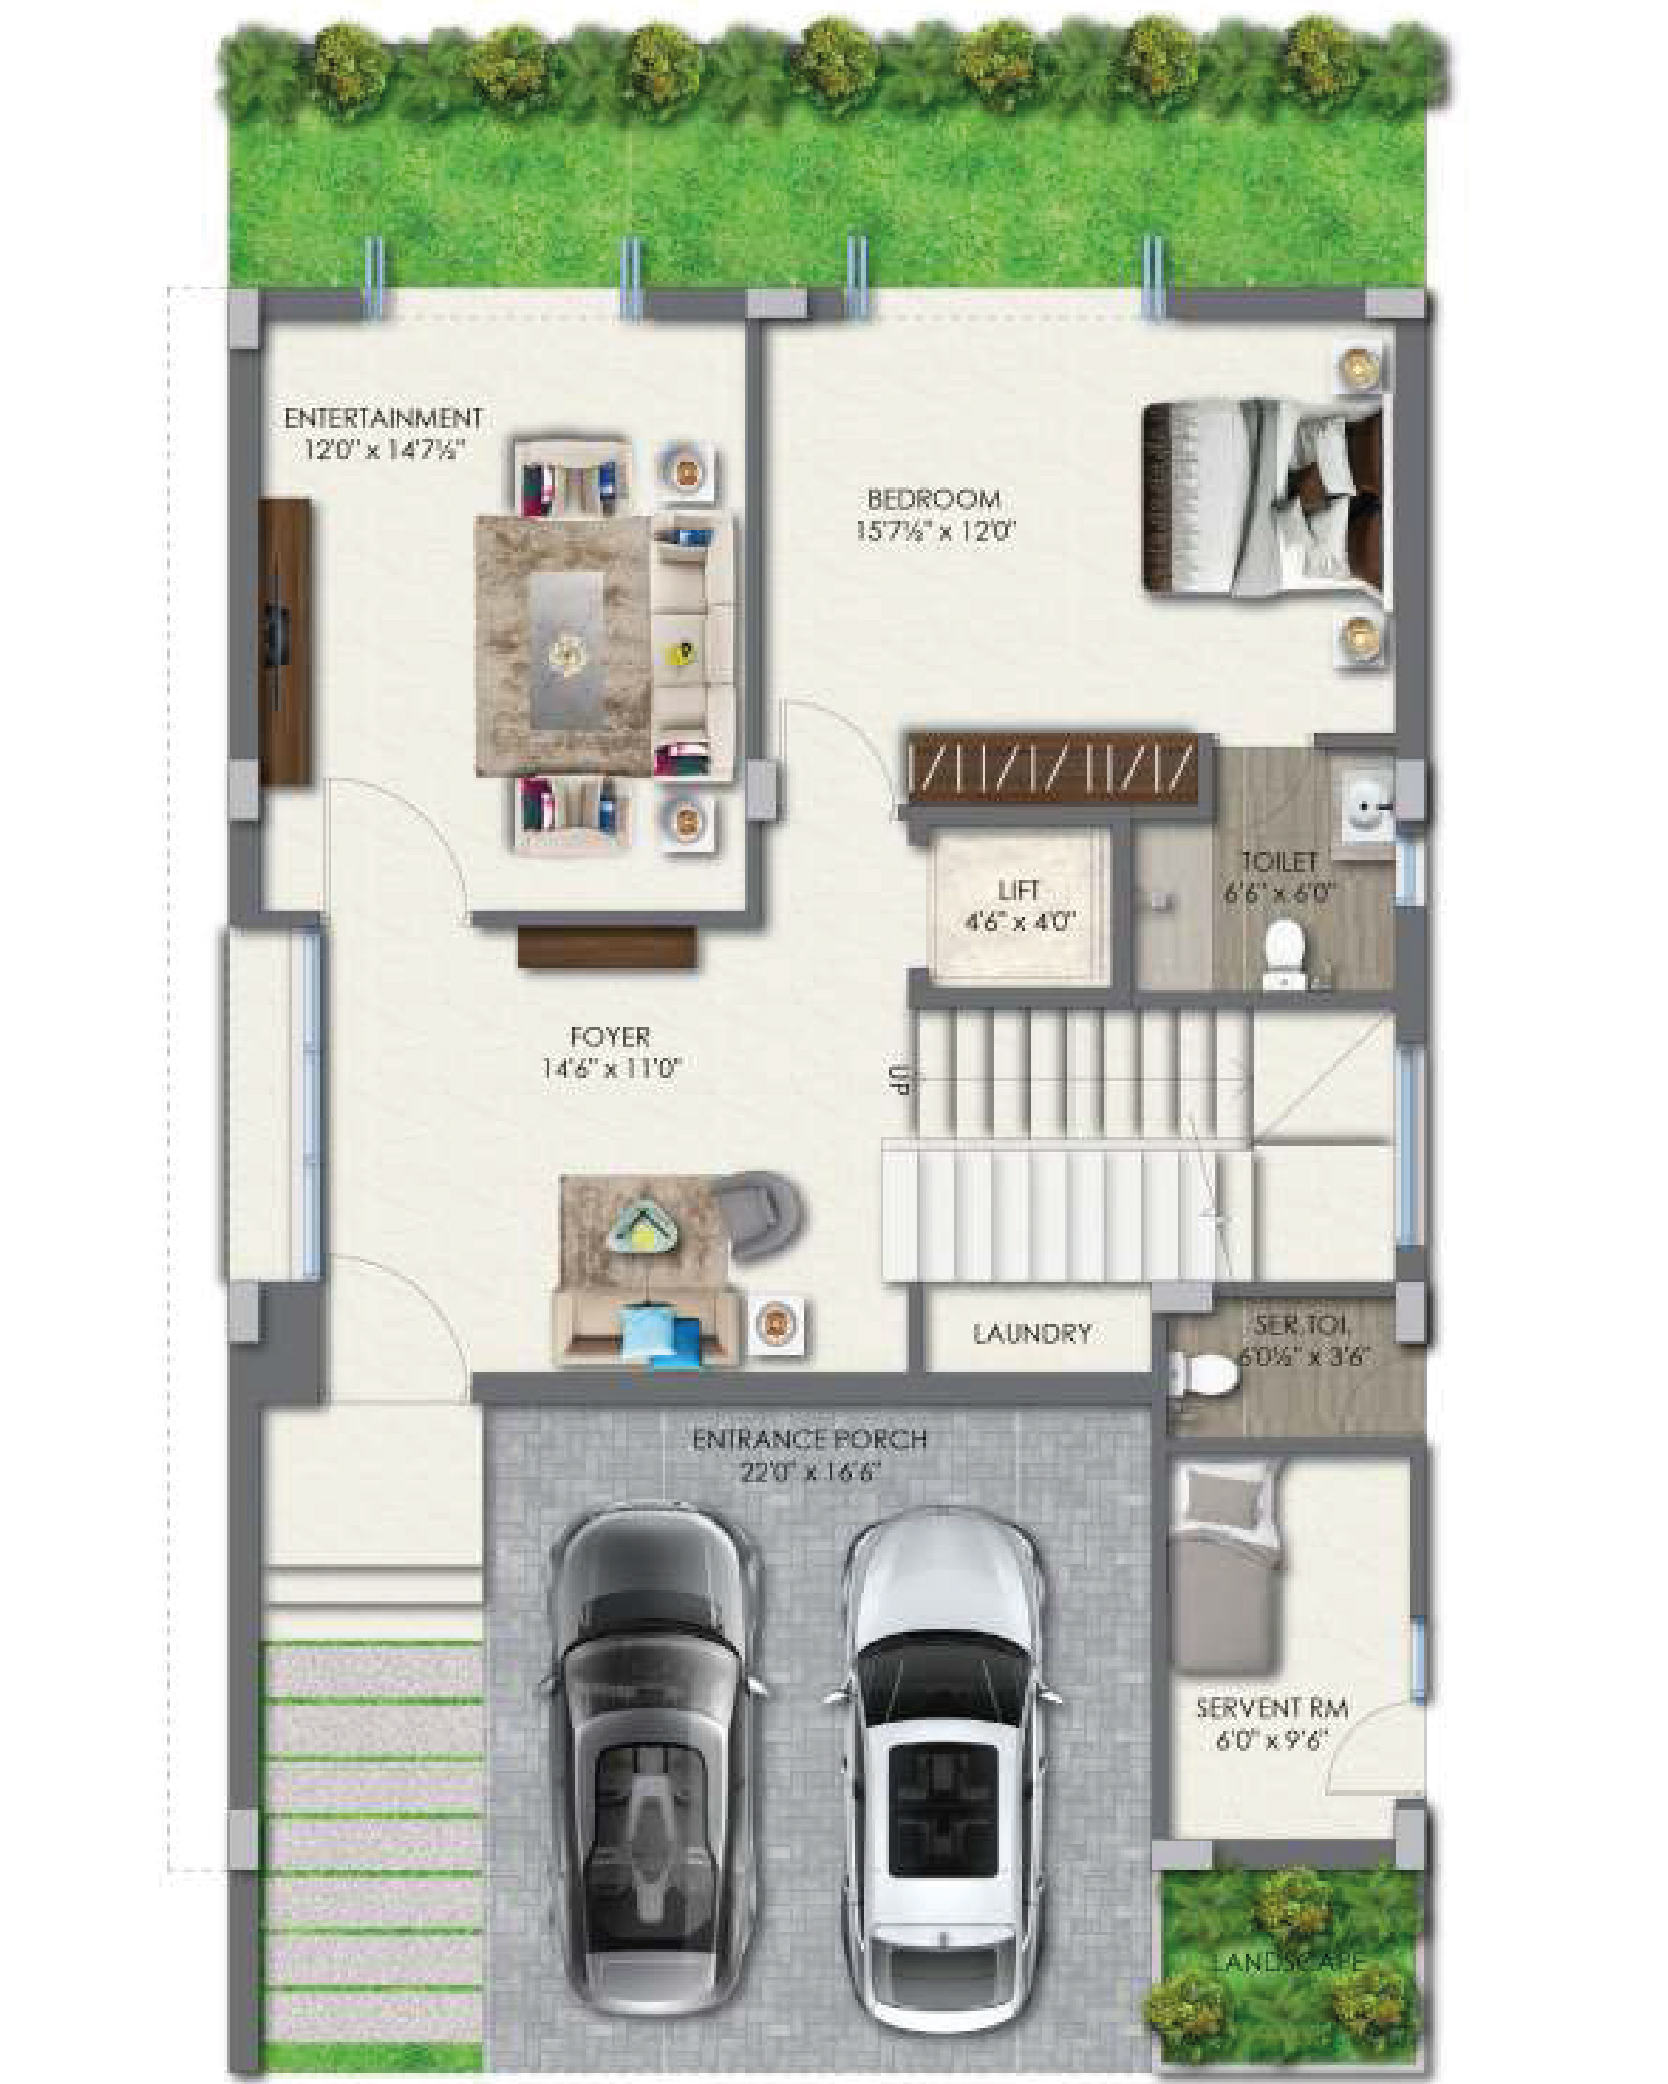 ENTERTAINMENT
12'0" x 14'7½"
BEDROOM
15'7½" x 12'0"
TOILET
6'6" x 6'0"
LIFT
4'6" x 4'0"
FOYER
14'6" x 11'0"
UP
LAUNDRY
SER.TOI.
6'0½" x 3'6"
ENTRANCE PORCH
22'0" x 16'6"
SERVENT RM
6'0" x 9'6"
LANDSCAPE